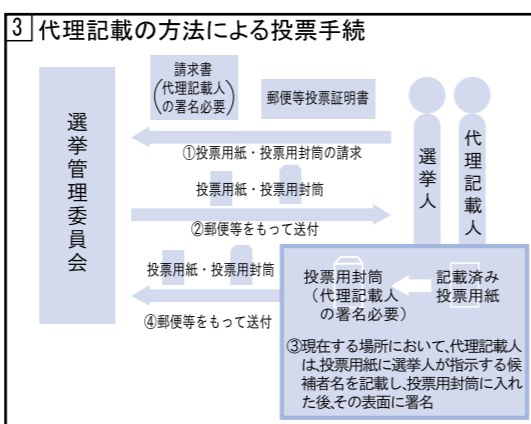 3 代理記載の方法による投票手続
請求書
(代理記載人
の署名必要)
郵便等投票証明書
選挙管理委員会
選挙人
代理記載人
①投票用紙・投票用封筒の請求
投票用紙・投票用封筒
②郵便等をもって送付
投票用紙・投票用封筒
④郵便等をもって送付
投票用封筒
(代理記載人
の署名必要)
記載済み
投票用紙
③現在する場所において、代理記載人
は、投票用紙に選挙人が指示する候
補者名を記載し、投票用封筒に入れ
た後、その表面に署名